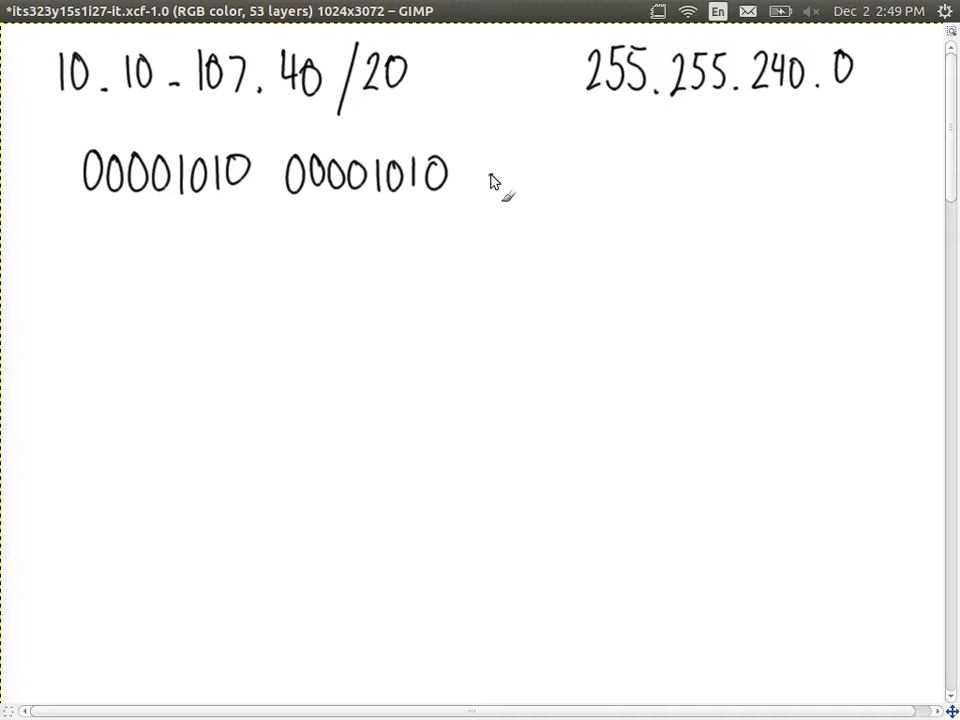 *its323y15s1i27-it.xcf-1.0 (RGB color, 53 layers) 1024x3072 – GIMP En Dec 2 2:49 PM
10.10-107.40/20 255.255.240.0
00001010 00001010